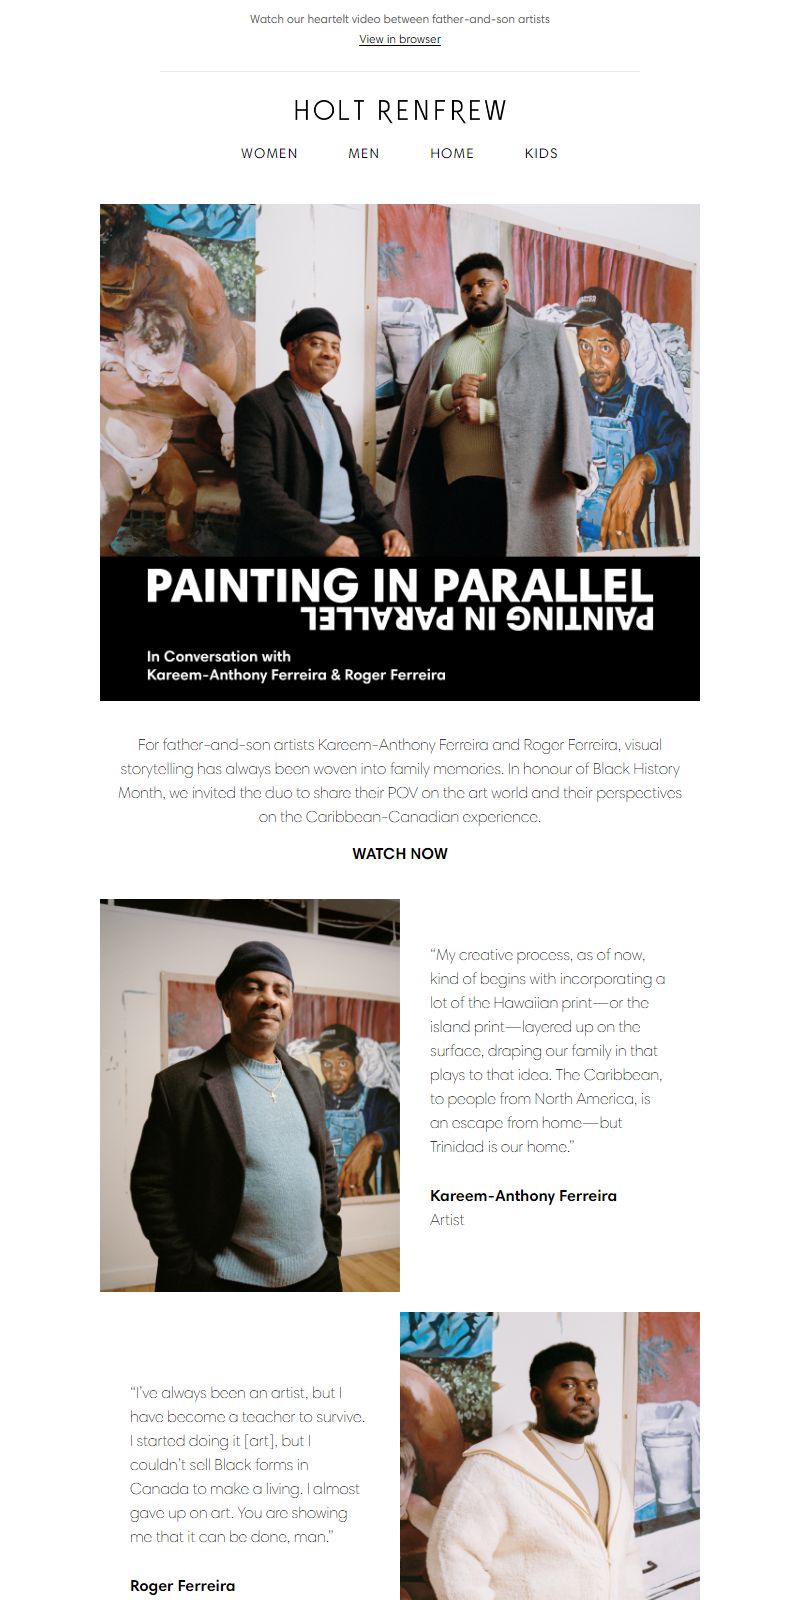 Watch our heartelt video between father-and-son artists
View in browser
HOLT RENFREW
WOMEN MEN HOME KIDS
PAINTING IN PARALLEL
PAINTING IN PARALLEL
In Conversation with
Kareem-Anthony Ferreira & Roger Ferreira
For father-and-son artists Kareem-Anthony Ferreira and Roger Ferreira, visual
storytelling has always been woven into family memories. In honour of Black History
Month, we invited the duo to share their POV on the art world and their perspectives
on the Caribbean-Canadian experience.
WATCH NOW
“My creative process, as of now,
kind of begins with incorporating a
lot of the Hawaiian print—or the
island print—layered up on the
surface, draping our family in that
plays to that idea. The Caribbean,
to people from North America, is
an escape from home—but
Trinidad is our home.”
Kareem-Anthony Ferreira
Artist
“I’ve always been an artist, but I
have become a teacher to survive.
I started doing it [art], but I
couldn’t sell Black forms in
Canada to make a living. I almost
gave up on art. You are showing
me that it can be done, man.”
Roger Ferreira